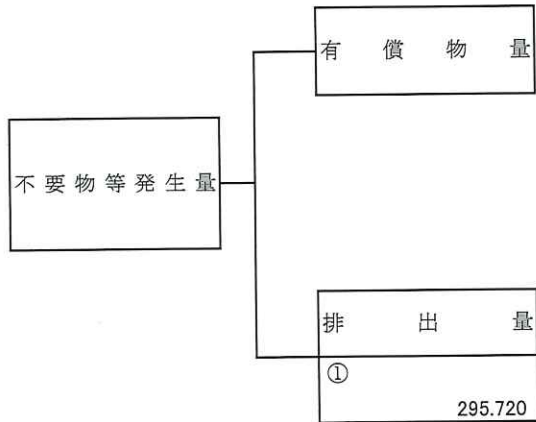 有償物量
不要物等発生量
排出量
①
295.720